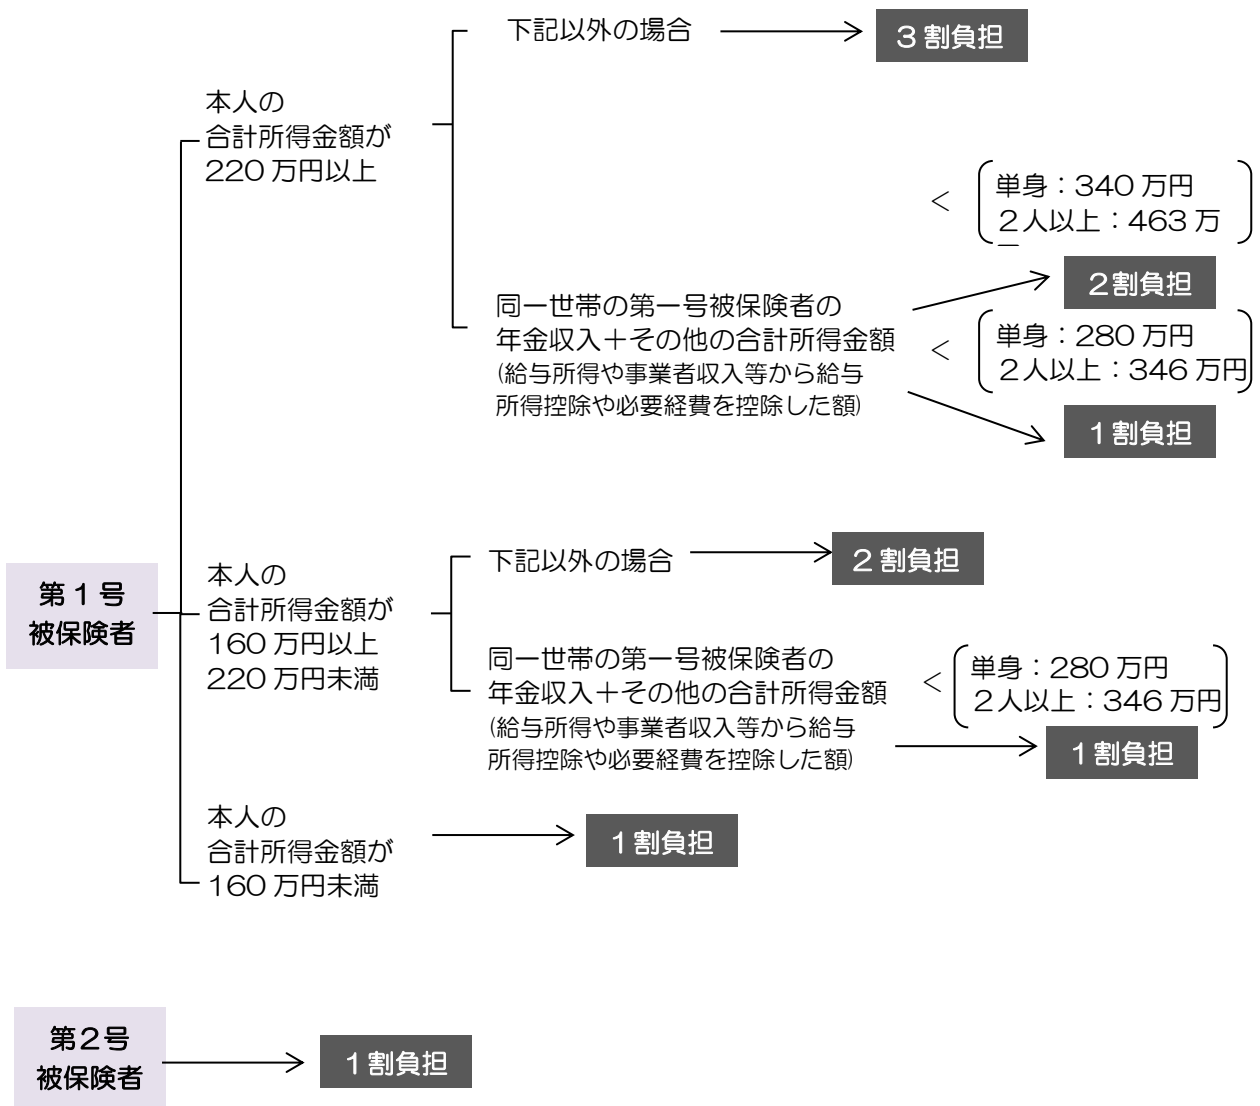 下記以外の場合
3割負担
本人の
合計所得金額が
220万円以上
<
単身：340万円
2人以上：463万
2割負担
同一世帯の第一号被保険者の
年金収入＋その他の合計所得金額
(給与所得や事業者収入等から給与
所得控除や必要経費を控除した額)
<
単身：280万円
2人以上：346万円
1割負担
第1号
被保険者
本人の
合計所得金額が
160万円以上
220万円未満
下記以外の場合
2割負担
同一世帯の第一号被保険者の
年金収入＋その他の合計所得金額
(給与所得や事業者収入等から給与
所得控除や必要経費を控除した額)
<
単身：280万円
2人以上：346万円
1割負担
本人の
合計所得金額が
160万円未満
1割負担
第2号
被保険者
1割負担